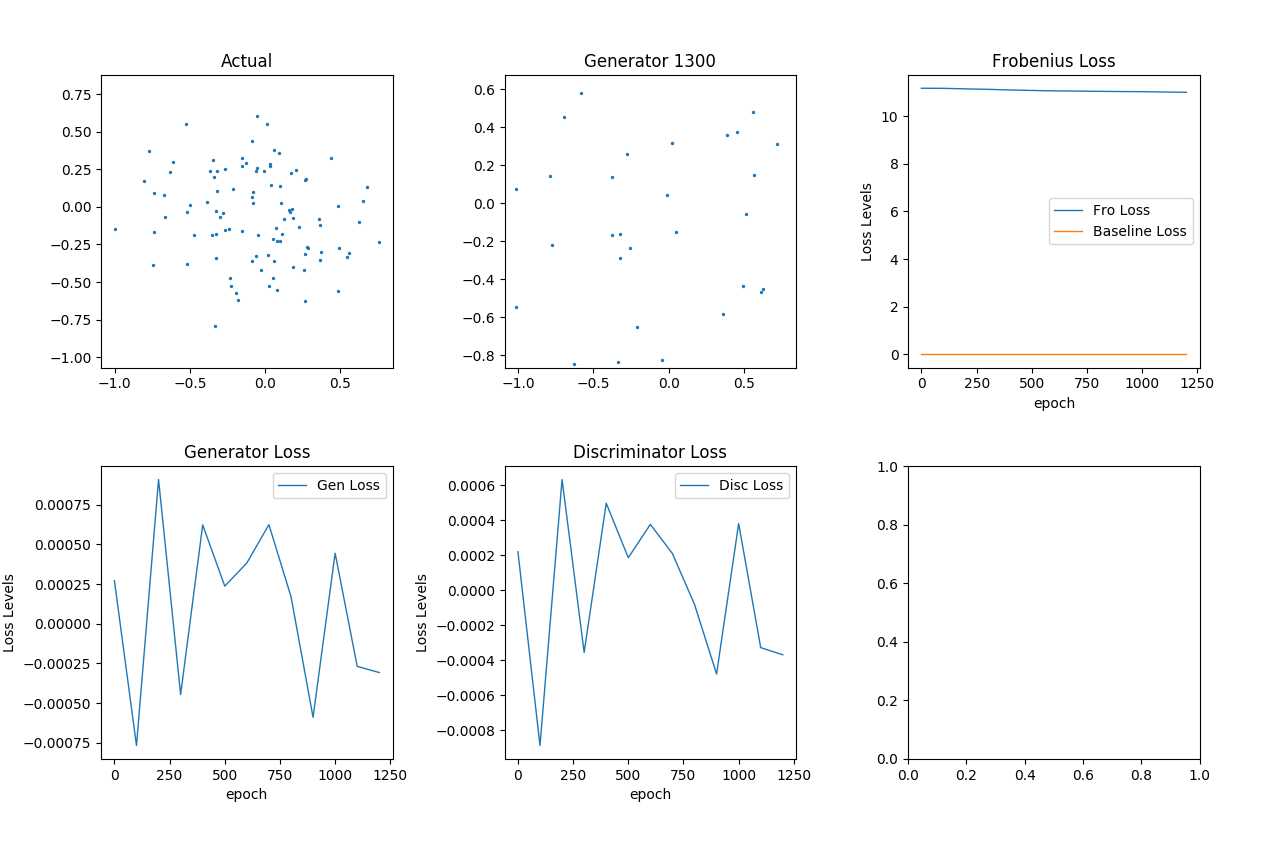 Actual
0.75
0.50
0.25
0.00
−0.25
−0.50
−0.75
−1.00
−1.0 −0.5 0.0 0.5
Generator 1300
0.6
0.4
0.2
0.0
−0.2
−0.4
−0.6
−0.8
−1.0 −0.5 0.0 0.5
Frobenius Loss
Loss Levels
10
8
6
4
2
0
Fro Loss
Baseline Loss
0 250 500 750 1000 1250
epoch
Generator Loss
Loss Levels
0.00075
0.00050
0.00025
0.00000
−0.00025
−0.00050
−0.00075
Gen Loss
0 250 500 750 1000 1250
epoch
Discriminator Loss
Loss Levels
0.0006
0.0004
0.0002
0.0000
−0.0002
−0.0004
−0.0006
−0.0008
Disc Loss
0 250 500 750 1000 1250
epoch
1.0
0.8
0.6
0.4
0.2
0.0
0.0 0.2 0.4 0.6 0.8 1.0